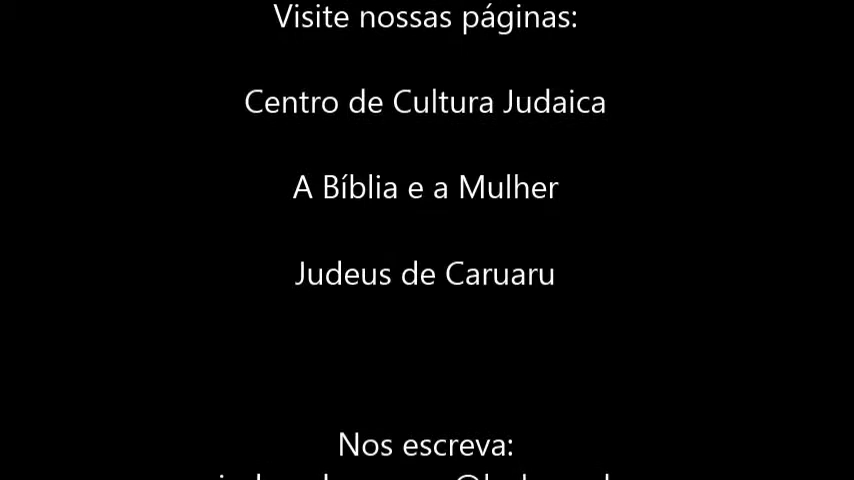 Visite nossas páginas:
Centro de Cultura Judaica
A Bíblia e a Mulher
Judeus de Caruaru
Nos escreva: